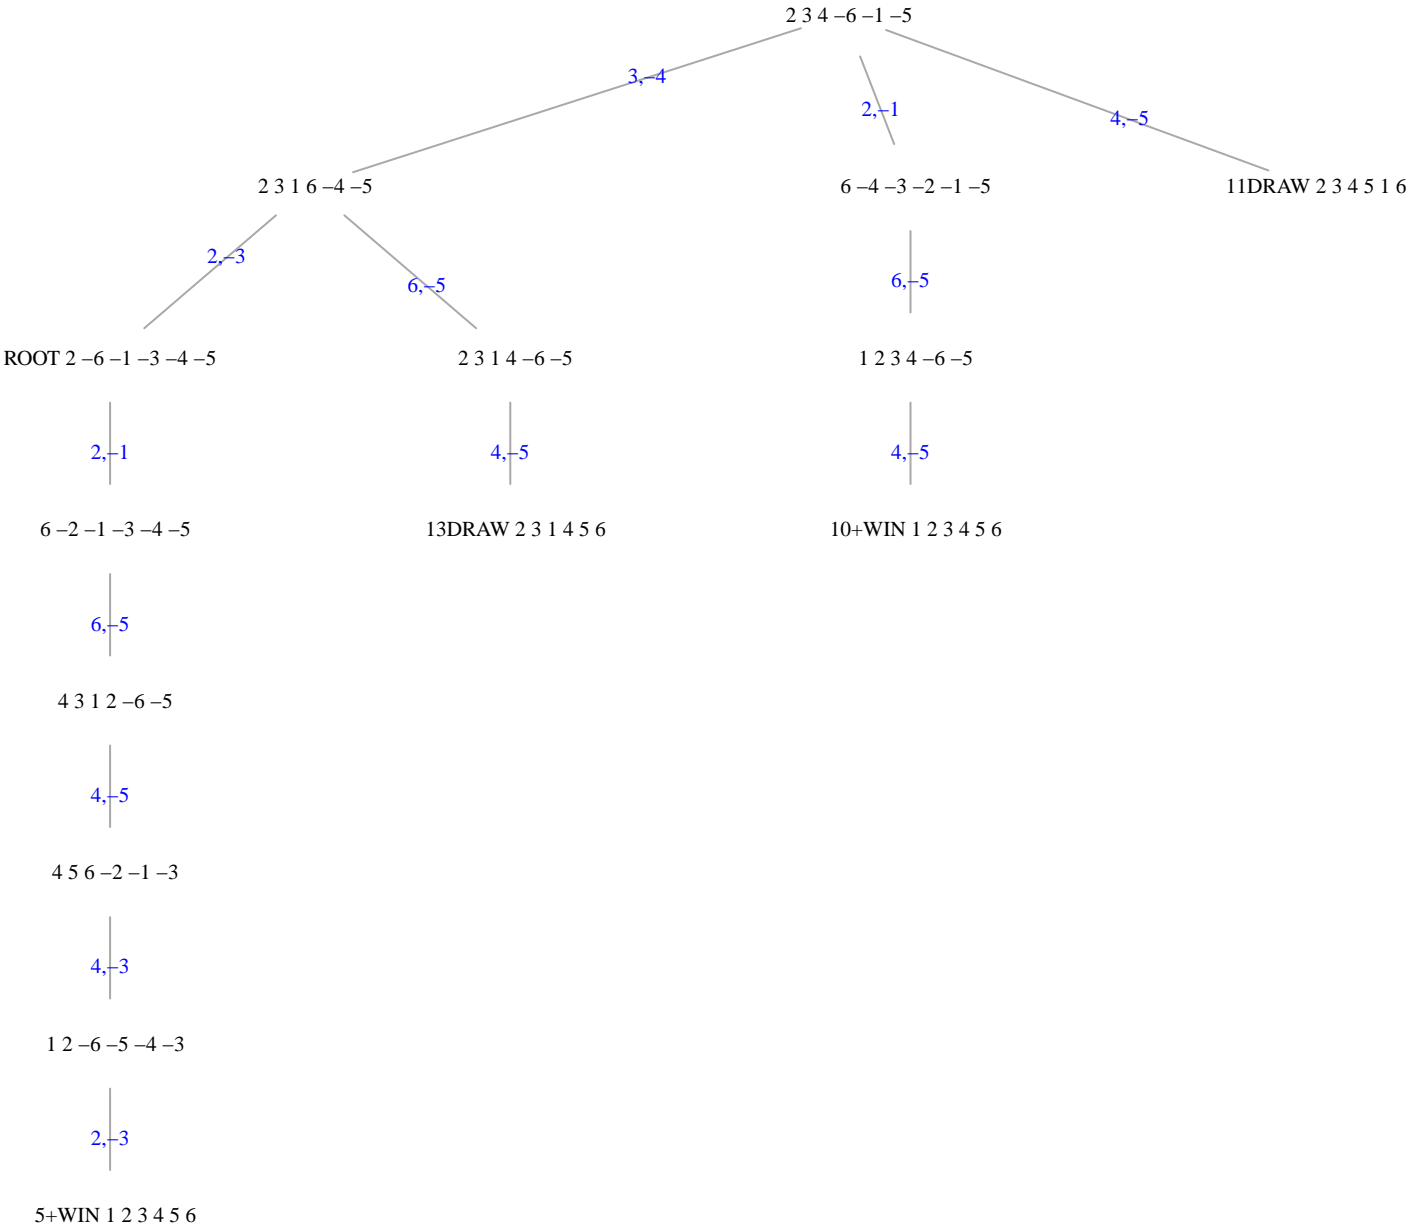 2 3 4 –6 –1 –5
3,–4
2,–1
4,–5
2 3 1 6 –4 –5
6 –4 –3 –2 –1 –5
11DRAW 2 3 4 5 1 6
2,–3
6,–5
6,–5
ROOT 2 –6 –1 –3 –4 –5
2 3 1 4 –6 –5
1 2 3 4 –6 –5
2,–1
4,–5
4,–5
6 –2 –1 –3 –4 –5
13DRAW 2 3 1 4 5 6
10+WIN 1 2 3 4 5 6
6,–5
4 3 1 2 –6 –5
4,–5
4 5 6 –2 –1 –3
4,–3
1 2 –6 –5 –4 –3
2,–3
5+WIN 1 2 3 4 5 6